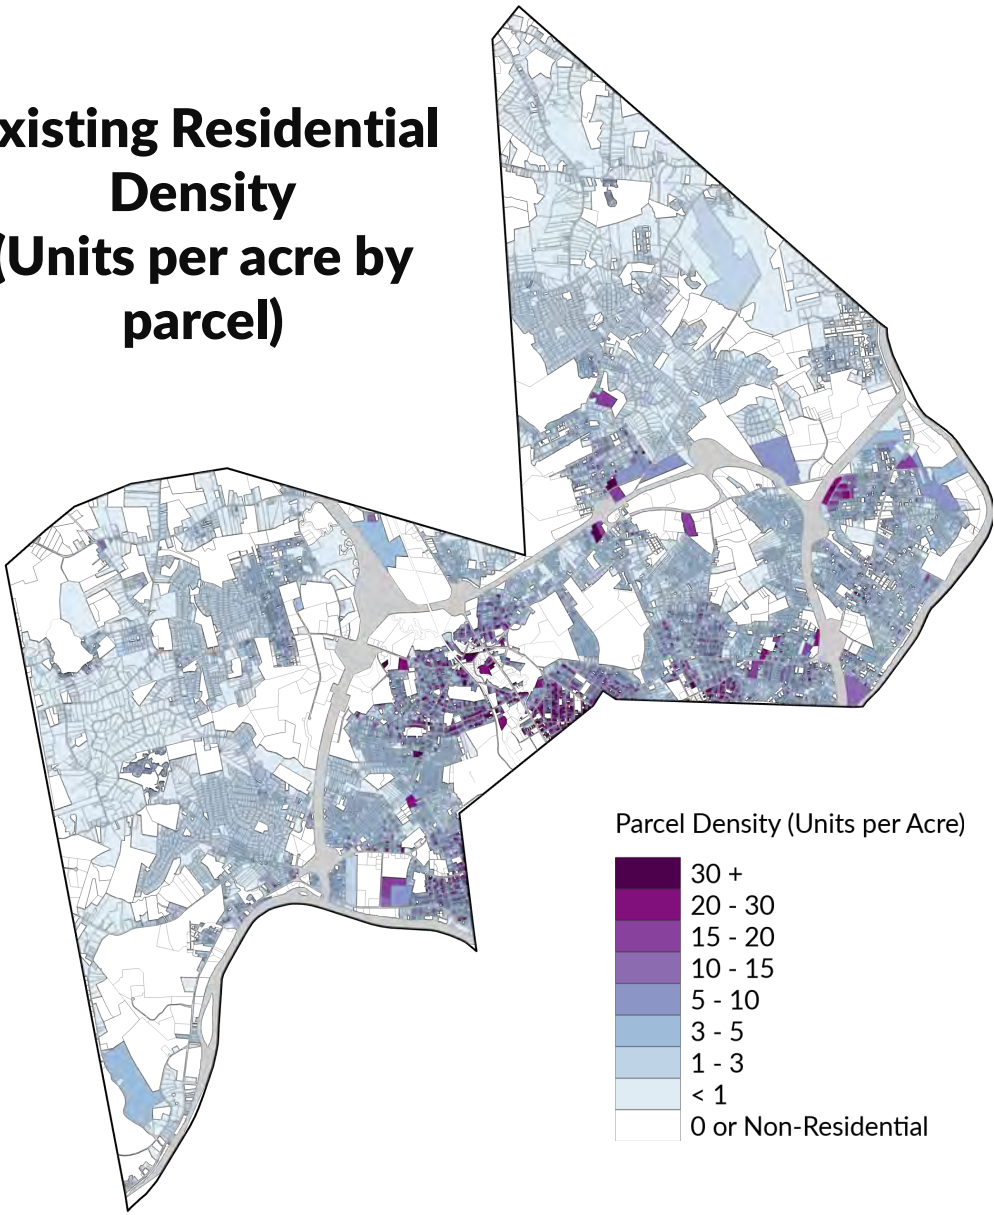 xisting Residential
Density
(Units per acre by
parcel)
Parcel Density (Units per Acre)
30 +
20 - 30
15 - 20
10 - 15
5 - 10
3 - 5
1 - 3
< 1
0 or Non-Residential